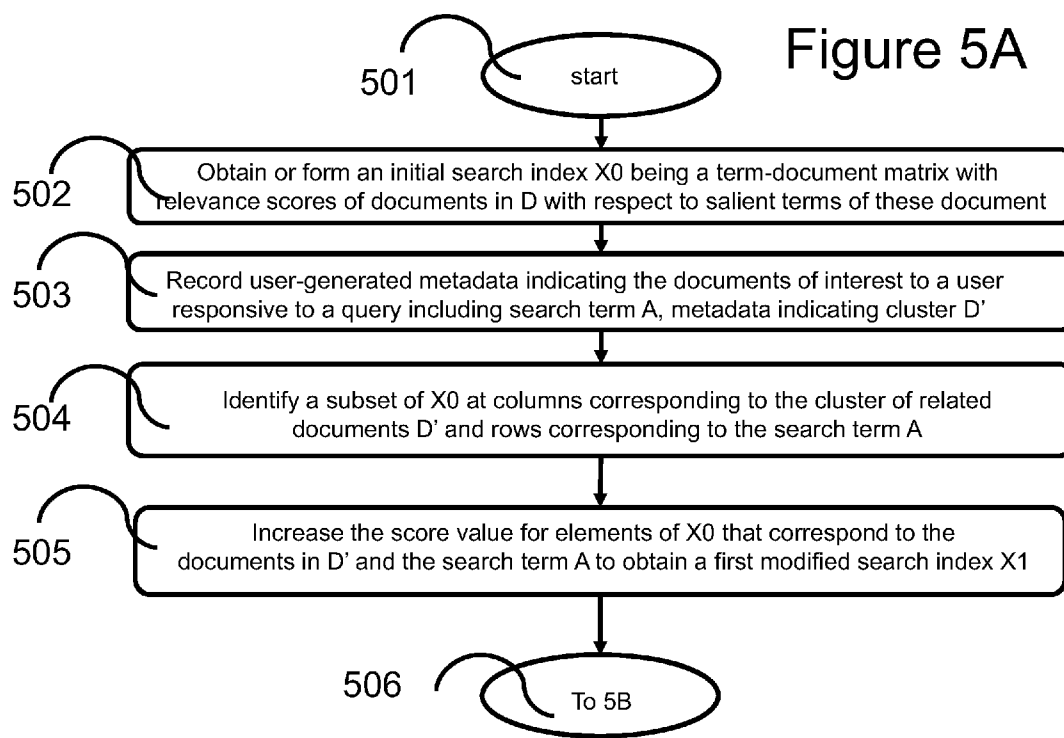 Figure 5A
501
start
502
Obtain or form an initial search index X0 being a term-document matrix with
relevance scores of documents in D with respect to salient terms of these document
503
Record user-generated metadata indicating the documents of interest to a user
responsive to a query including search term A, metadata indicating cluster D’
504
Identify a subset of X0 at columns corresponding to the cluster of related
documents D’ and rows corresponding to the search term A
505
Increase the score value for elements of X0 that correspond to the
documents in D’ and the search term A to obtain a first modified search index X1
506
To 5B